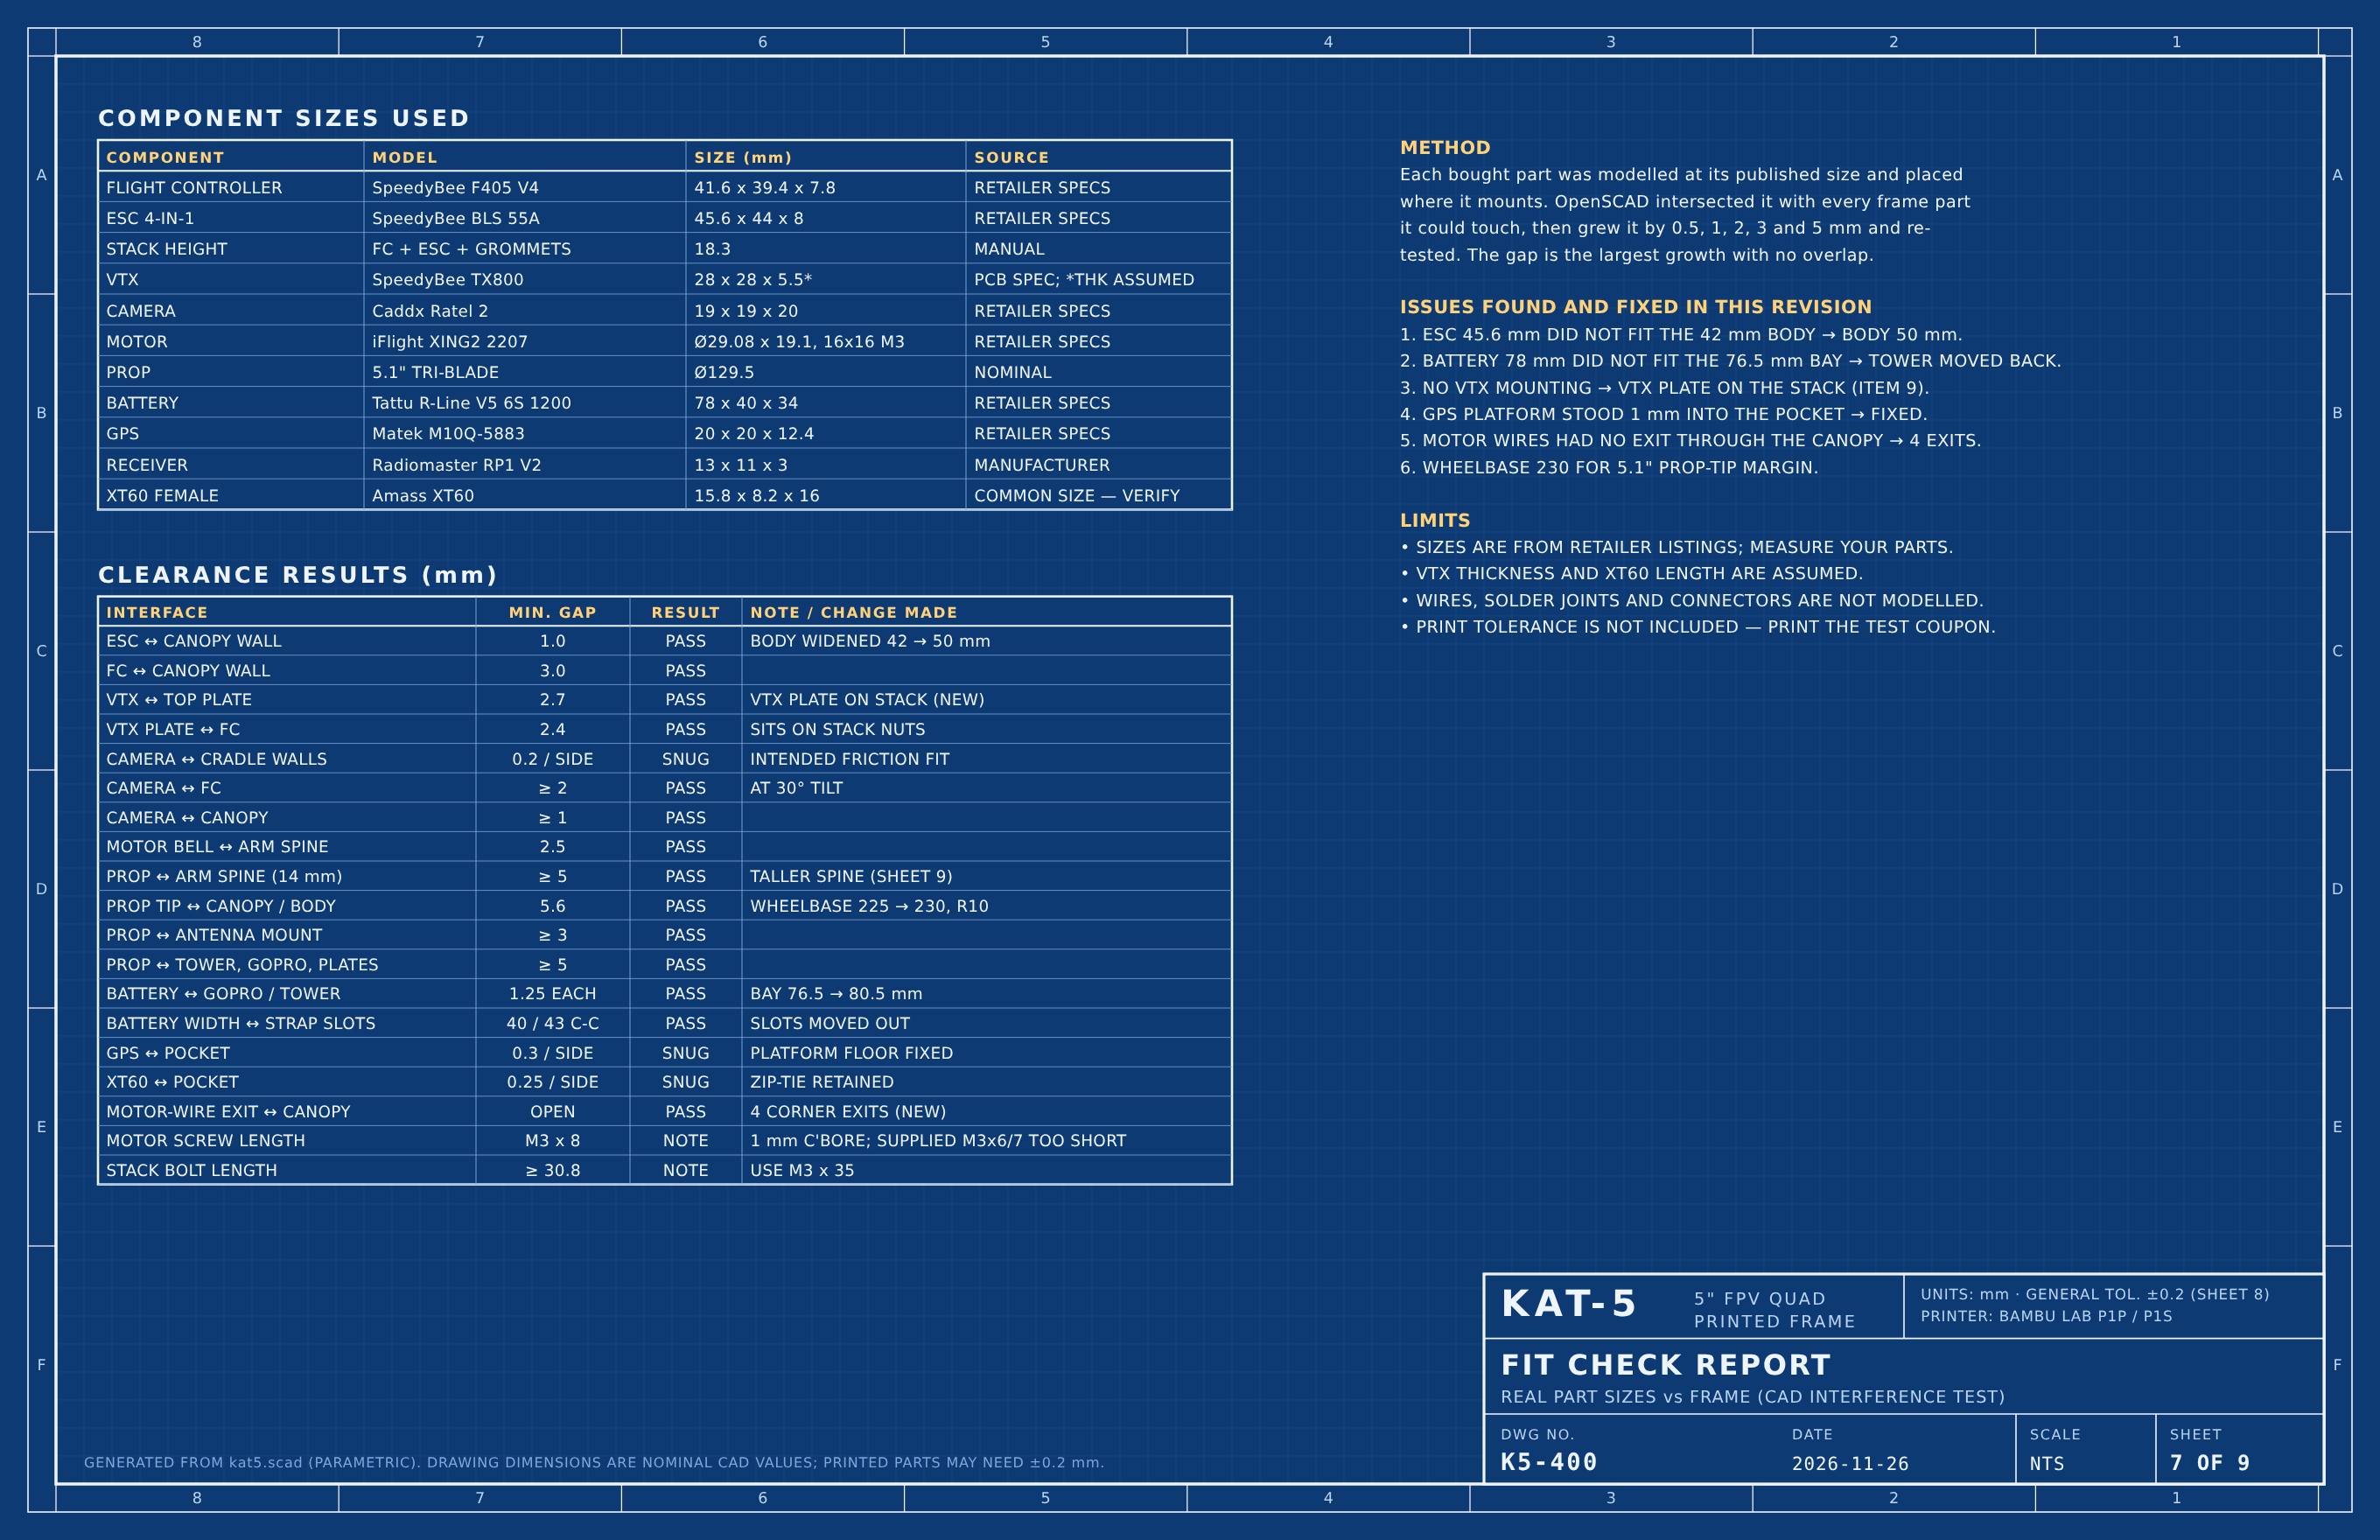 8 7 6 5 4 3 2 1
A A
B B
C C
D D
E E
F F
COMPONENT SIZES USED
COMPONENT MODEL SIZE (mm) SOURCE
FLIGHT CONTROLLER SpeedyBee F405 V4 41.6 x 39.4 x 7.8 RETAILER SPECS
ESC 4-IN-1 SpeedyBee BLS 55A 45.6 x 44 x 8 RETAILER SPECS
STACK HEIGHT FC + ESC + GROMMETS 18.3 MANUAL
VTX SpeedyBee TX800 28 x 28 x 5.5* PCB SPEC; *THK ASSUMED
CAMERA Caddx Ratel 2 19 x 19 x 20 RETAILER SPECS
MOTOR iFlight XING2 2207 Ø29.08 x 19.1, 16x16 M3 RETAILER SPECS
PROP 5.1" TRI-BLADE Ø129.5 NOMINAL
BATTERY Tattu R-Line V5 6S 1200 78 x 40 x 34 RETAILER SPECS
GPS Matek M10Q-5883 20 x 20 x 12.4 RETAILER SPECS
RECEIVER Radiomaster RP1 V2 13 x 11 x 3 MANUFACTURER
XT60 FEMALE Amass XT60 15.8 x 8.2 x 16 COMMON SIZE — VERIFY
CLEARANCE RESULTS (mm)
INTERFACE MIN. GAP RESULT NOTE / CHANGE MADE
ESC ↔ CANOPY WALL 1.0 PASS BODY WIDENED 42 → 50 mm
FC ↔ CANOPY WALL 3.0 PASS
VTX ↔ TOP PLATE 2.7 PASS VTX PLATE ON STACK (NEW)
VTX PLATE ↔ FC 2.4 PASS SITS ON STACK NUTS
CAMERA ↔ CRADLE WALLS 0.2 / SIDE SNUG INTENDED FRICTION FIT
CAMERA ↔ FC ≥ 2 PASS AT 30° TILT
CAMERA ↔ CANOPY ≥ 1 PASS
MOTOR BELL ↔ ARM SPINE 2.5 PASS
PROP ↔ ARM SPINE (14 mm) ≥ 5 PASS TALLER SPINE (SHEET 9)
PROP TIP ↔ CANOPY / BODY 5.6 PASS WHEELBASE 225 → 230, R10
PROP ↔ ANTENNA MOUNT ≥ 3 PASS
PROP ↔ TOWER, GOPRO, PLATES ≥ 5 PASS
BATTERY ↔ GOPRO / TOWER 1.25 EACH PASS BAY 76.5 → 80.5 mm
BATTERY WIDTH ↔ STRAP SLOTS 40 / 43 C-C PASS SLOTS MOVED OUT
GPS ↔ POCKET 0.3 / SIDE SNUG PLATFORM FLOOR FIXED
XT60 ↔ POCKET 0.25 / SIDE SNUG ZIP-TIE RETAINED
MOTOR-WIRE EXIT ↔ CANOPY OPEN PASS 4 CORNER EXITS (NEW)
MOTOR SCREW LENGTH M3 x 8 NOTE 1 mm C'BORE; SUPPLIED M3x6/7 TOO SHORT
STACK BOLT LENGTH ≥ 30.8 NOTE USE M3 x 35
METHOD
Each bought part was modelled at its published size and placed
where it mounts. OpenSCAD intersected it with every frame part
it could touch, then grew it by 0.5, 1, 2, 3 and 5 mm and re-
tested. The gap is the largest growth with no overlap.
ISSUES FOUND AND FIXED IN THIS REVISION
1. ESC 45.6 mm DID NOT FIT THE 42 mm BODY → BODY 50 mm.
2. BATTERY 78 mm DID NOT FIT THE 76.5 mm BAY → TOWER MOVED BACK.
3. NO VTX MOUNTING → VTX PLATE ON THE STACK (ITEM 9).
4. GPS PLATFORM STOOD 1 mm INTO THE POCKET → FIXED.
5. MOTOR WIRES HAD NO EXIT THROUGH THE CANOPY → 4 EXITS.
6. WHEELBASE 230 FOR 5.1" PROP-TIP MARGIN.
LIMITS
• SIZES ARE FROM RETAILER LISTINGS; MEASURE YOUR PARTS.
• VTX THICKNESS AND XT60 LENGTH ARE ASSUMED.
• WIRES, SOLDER JOINTS AND CONNECTORS ARE NOT MODELLED.
• PRINT TOLERANCE IS NOT INCLUDED — PRINT THE TEST COUPON.
KAT-5
5" FPV QUAD
PRINTED FRAME
UNITS: mm · GENERAL TOL. ±0.2 (SHEET 8)
PRINTER: BAMBU LAB P1P / P1S
FIT CHECK REPORT
REAL PART SIZES vs FRAME (CAD INTERFERENCE TEST)
DWG NO. DATE SCALE SHEET
K5-400 2026-11-26 NTS 7 OF 9
GENERATED FROM kat5.scad (PARAMETRIC). DRAWING DIMENSIONS ARE NOMINAL CAD VALUES; PRINTED PARTS MAY NEED ±0.2 mm.
8 7 6 5 4 3 2 1